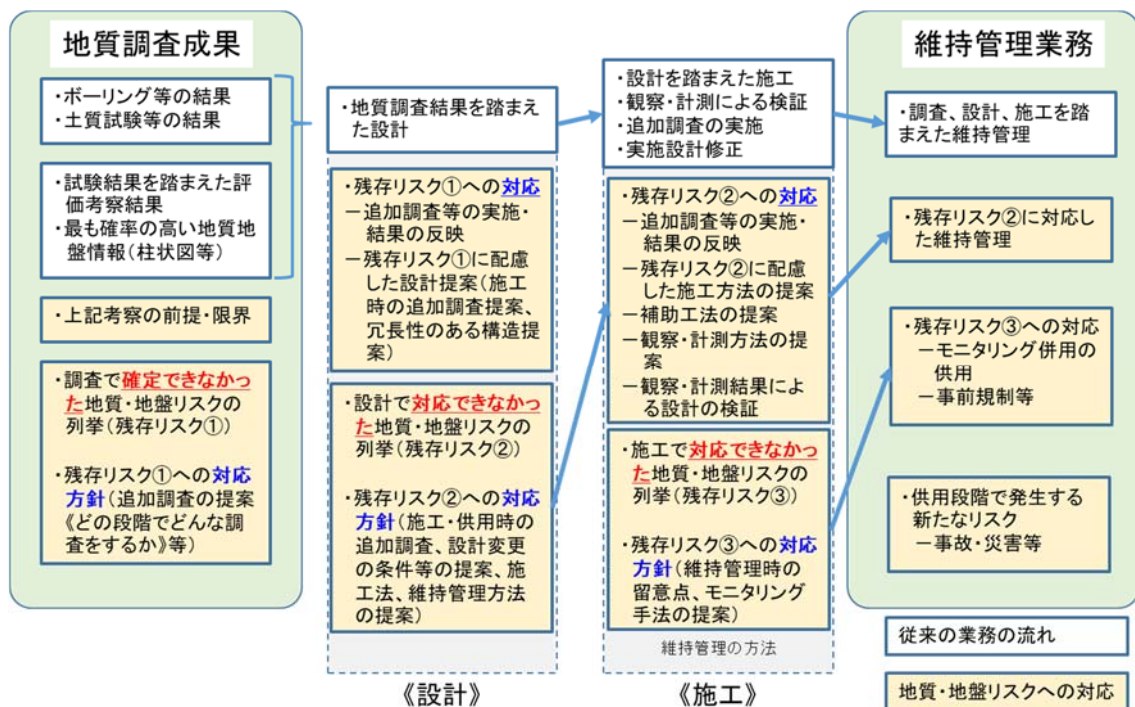 地質調査成果
・ボーリング等の結果
・土質試験等の結果
・試験結果を踏まえた評
価考察結果
・最も確率の高い地質地
盤情報（柱状図等）
・上記考察の前提・限界
・調査で確定できなかっ
た地質・地盤リスクの
列挙（残存リスク①）
・残存リスク①への対応
方針（追加調査の提案
《どの段階でどんな調
査をするか》等）
・地質調査結果を踏まえ
た設計
・残存リスク①への対応
－追加調査等の実施・
結果の反映
－残存リスク①に配慮
した設計提案（施工
時の追加調査提案、
冗長性のある構造提
案）
・設計で対応できなかっ
た地質・地盤リスクの
列挙（残存リスク②）
・残存リスク②への対応
方針（施工・供用時の
追加調査、設計変更
の条件等の提案、施
工法、維持管理方法
の提案）
《設計》
・設計を踏まえた施工
・観察・計測による検証
・追加調査の実施
・実施設計修正
・残存リスク②への対応
－追加調査等の実施・
結果の反映
－残存リスク②に配慮
した施工方法の提案
－補助工法の提案
－観察・計測方法の提
案
－観察・計測結果によ
る設計の検証
・施工で対応できなかっ
た地質・地盤リスクの
列挙（残存リスク③）
・残存リスク③への対応
方針（維持管理時の
留意点、モニタリング
手法の提案）
維持管理の方法
《施工》
維持管理業務
・調査、設計、施工を踏
まえた維持管理
・残存リスク②に対応し
た維持管理
・残存リスク③への対応
－モニタリング併用の
供用
－事前規制等
・供用段階で発生する
新たなリスク
－事故・災害等
従来の業務の流れ
地質・地盤リスクへの対応